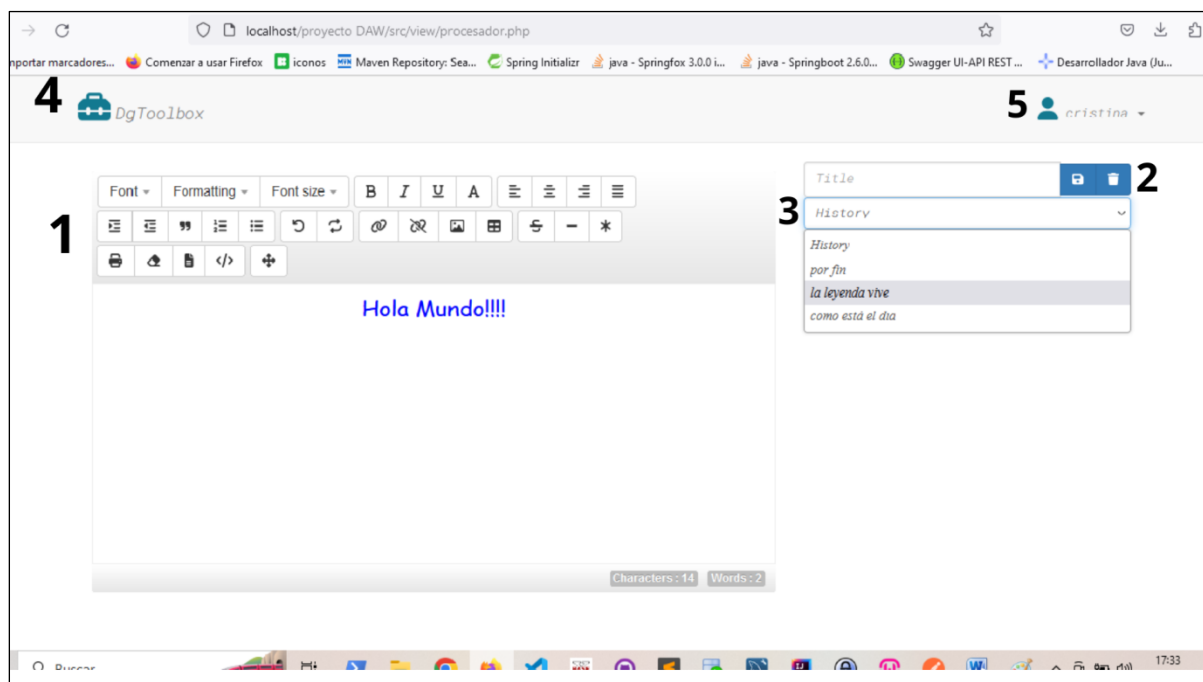 localhost/proyecto DAW/src/view/procesador.php
nportar marcadores... Comenzar a usar Firefox iconos Maven Repository: Sea... Spring Initializr java - Springfox 3.0.0 i... java - Springboot 2.6.0... Swagger UI-API REST ... Desarrollador Java (Ju...
4 DgToolbox 5 cristina
Title 2
Font Formatting Font size B I U A
3 History
1
History
por fin
la leyenda vive
como está el dia
Hola Mundo!!!!
Characters : 14 Words : 2
17:33